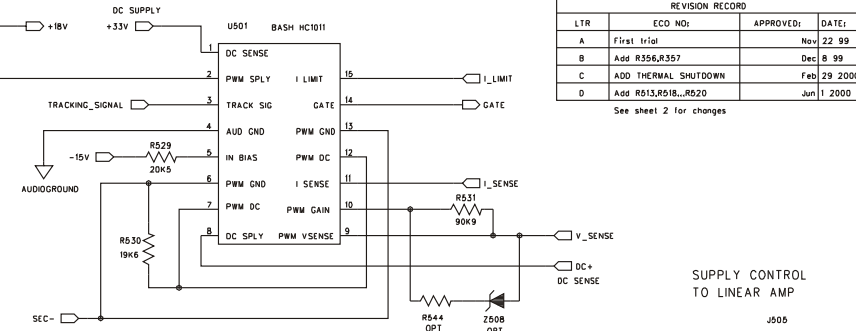 DC SUPPLY
+18V
+33V
U501 BASH HC1011
1 DC SENSE
2 PWM SPLY I LIMIT 15 I_LIMIT
TRACKING_SIGNAL 3 TRACK SIG GATE 14 GATE
4 AUD GND PWM GND 13
-15V R529 20K5 5 IN BIAS PWM DC 12
AUDIOGROUND
6 PWM GND I SENSE 11 I_SENSE
7 PWM DC PWM GAIN 10 R531 90K9
R530 19K6 8 DC SPLY PWM VSENSE 9 V_SENSE
DC+
DC SENSE
SEC-
R544 OPT
Z508 OPT
REVISION RECORD
LTR ECO NO: APPROVED: DATE:
A First trial Nov 22 99
B Add R356,R357 Dec 8 99
C ADD THERMAL SHUTDOWN Feb 29 2000
D Add R513,R518...R520 Jun 1 2000
See sheet 2 for changes
SUPPLY CONTROL
TO LINEAR AMP
J505